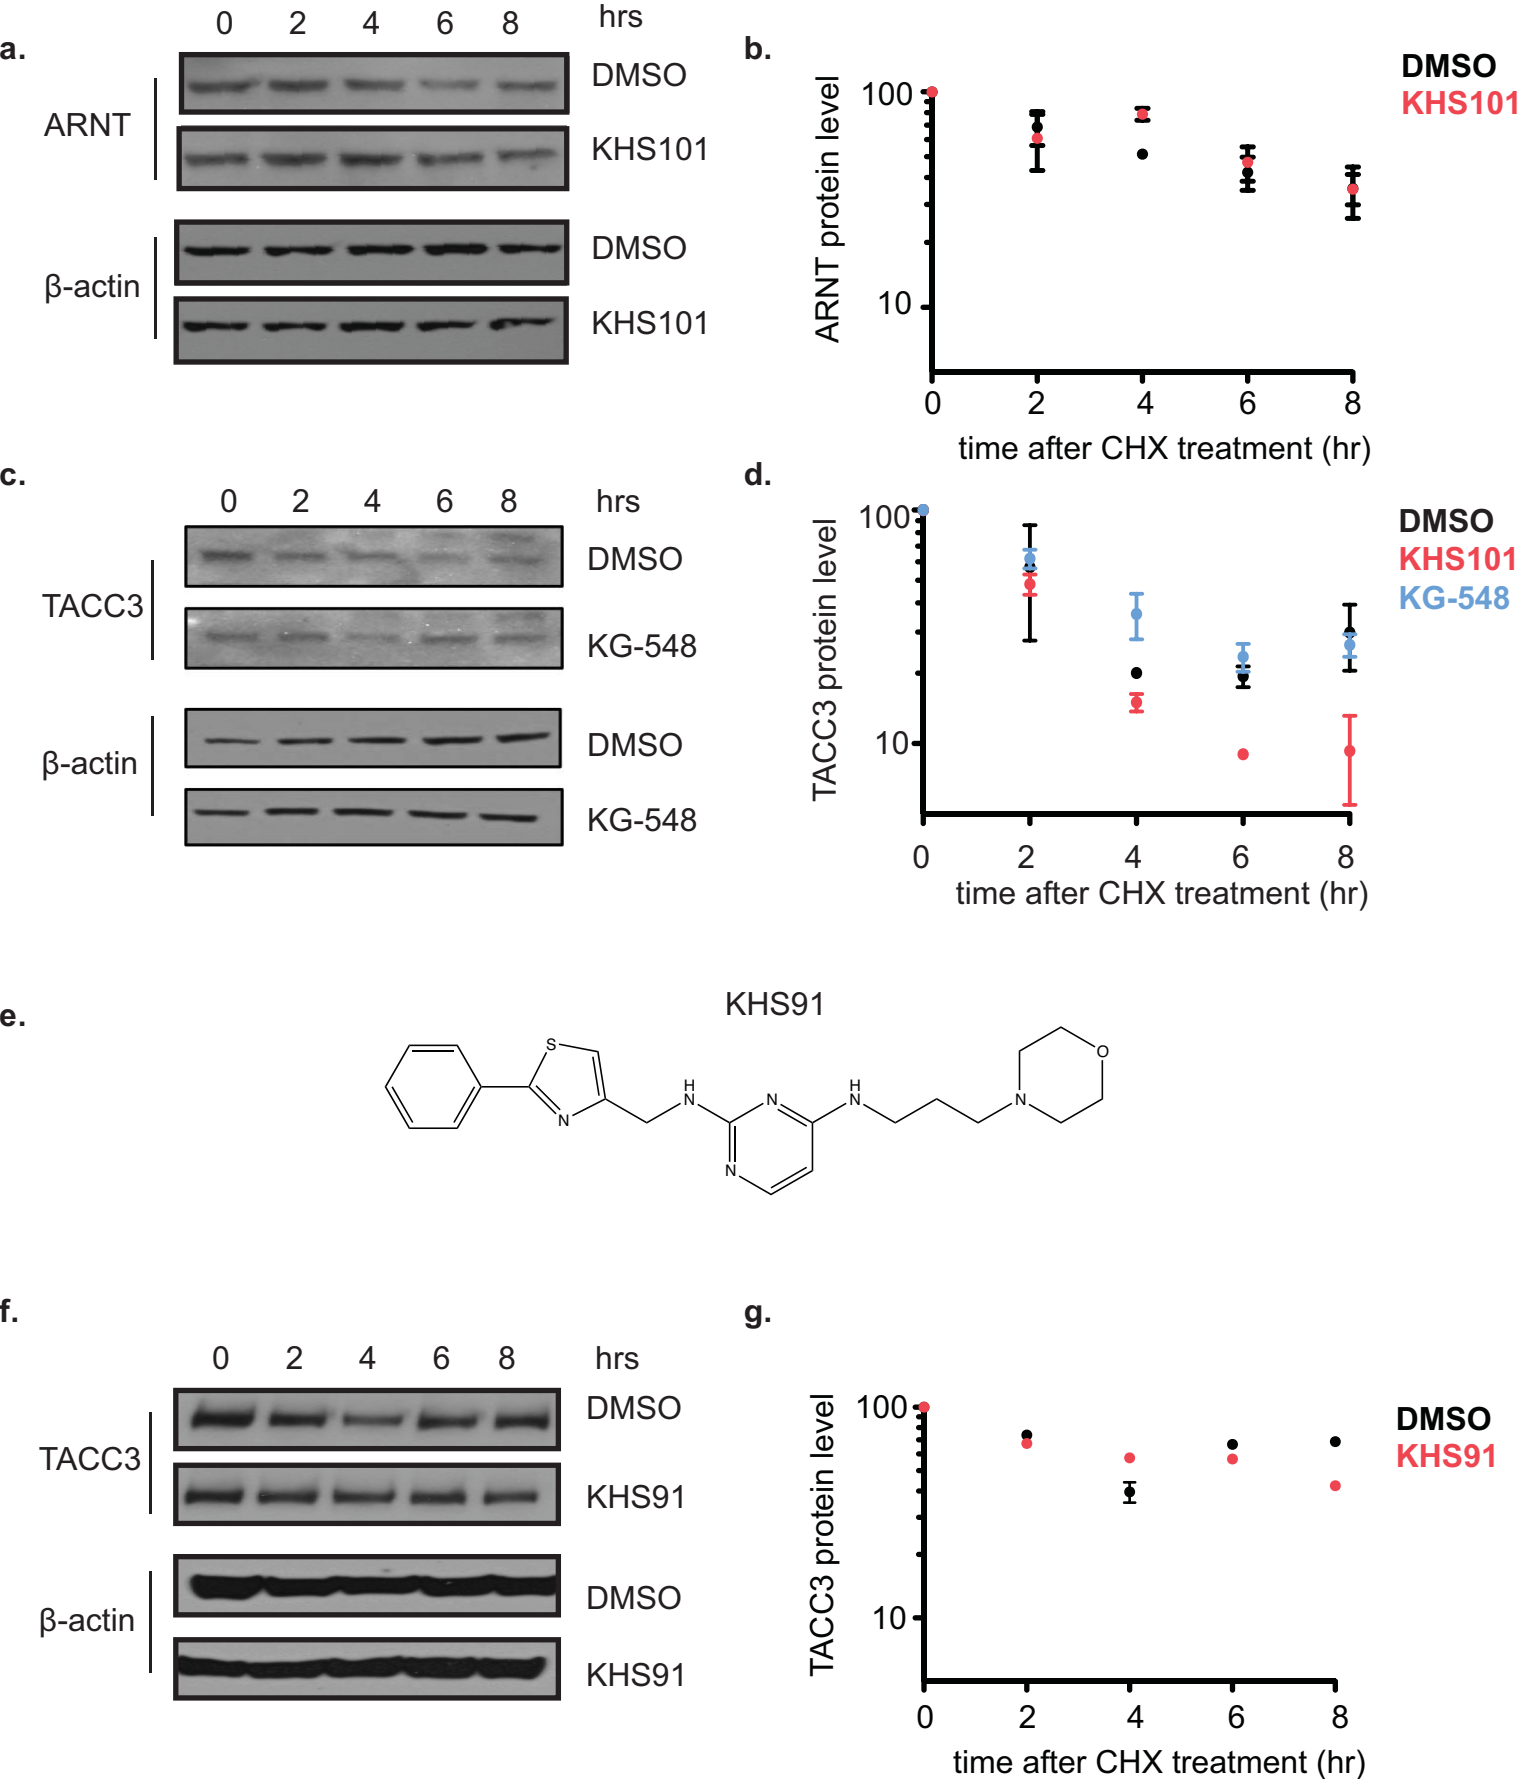 a.
0 2 4 6 8 hrs
ARNT
DMSO
KHS101
β-actin
DMSO
KHS101
b.
DMSO
KHS101
ARNT protein level
100
10
0 2 4 6 8
time after CHX treatment (hr)
c.
0 2 4 6 8 hrs
TACC3
DMSO
KG-548
β-actin
DMSO
KG-548
d.
DMSO
KHS101
KG-548
TACC3 protein level
100
10
0 2 4 6 8
time after CHX treatment (hr)
e.
KHS91
S
N
H
N
N
N
H
N
N
O
f.
0 2 4 6 8 hrs
TACC3
DMSO
KHS91
β-actin
DMSO
KHS91
g.
DMSO
KHS91
TACC3 protein level
100
10
0 2 4 6 8
time after CHX treatment (hr)